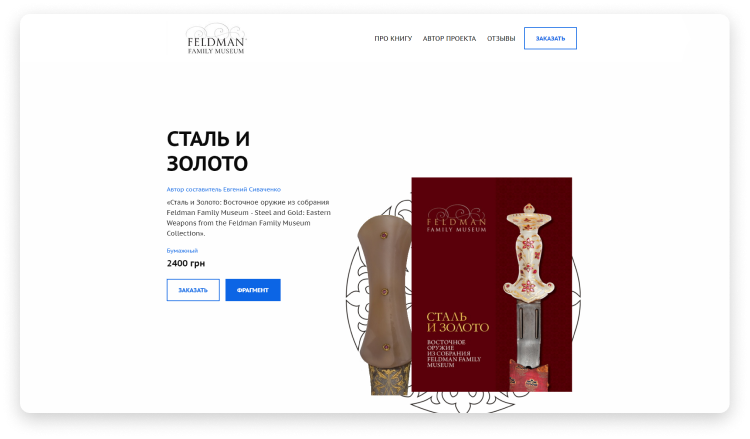 FELDMAN
FAMILY MUSEUM
ПРО КНИГУ
АВТОР ПРОЕКТА
ОТЗЫВЫ
ЗАКАЗАТЬ
СТАЛЬ И
ЗОЛОТО
Автор составитель Евгений Сиваченко
«Сталь и Золото: Восточное оружие из собрания
Feldman Family Museum - Steel and Gold: Eastern
Weapons from the Feldman Family Museum
Collection».
Бумажный
2400 грн
ЗАКАЗАТЬ
ФРАГМЕНТ
FELDMAN
FAMILY MUSEUM
СТАЛЬ
И ЗОЛОТО
ВОСТОЧНОЕ
ОРУЖИЕ
ИЗ СОБРАНИЯ
FELDMAN FAMILY
MUSEUM